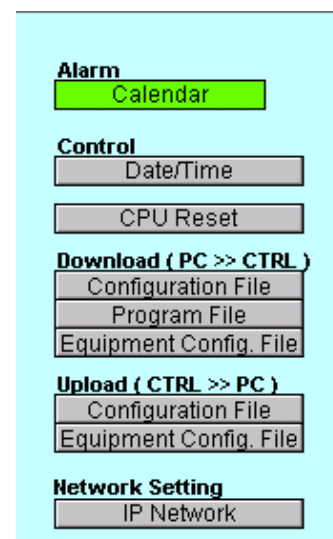 Alarm
Calendar
Control
Date/Time
CPU Reset
Download ( PC >> CTRL )
Configuration File
Program File
Equipment Config. File
Upload ( CTRL >> PC )
Configuration File
Equipment Config. File
Network Setting
IP Network